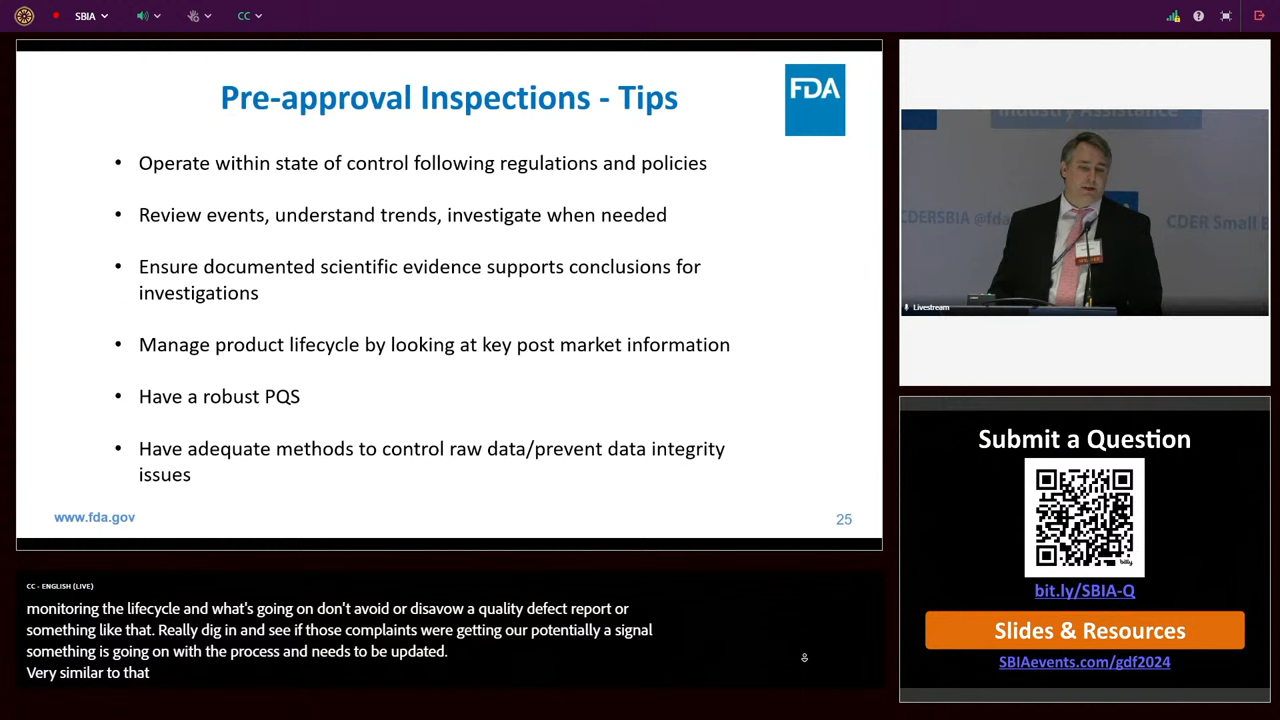 SBIA
CC
Pre-approval Inspections - Tips
FDA
• Operate within state of control following regulations and policies
• Review events, understand trends, investigate when needed
• Ensure documented scientific evidence supports conclusions for
investigations
• Manage product lifecycle by looking at key post market information
• Have a robust PQS
• Have adequate methods to control raw data/prevent data integrity
issues
www.fda.gov
25
Industry Assistance
CDERSBIA @fda
CDER Small
Livestream
Submit a Question
bitly
bit.ly/SBIA-Q
Slides & Resources
SBIAevents.com/gdf2024
CC - ENGLISH (LIVE)
monitoring the lifecycle and what's going on don't avoid or disavow a quality defect report or
something like that. Really dig in and see if those complaints were getting our potentially a signal
something is going on with the process and needs to be updated.
Very similar to that